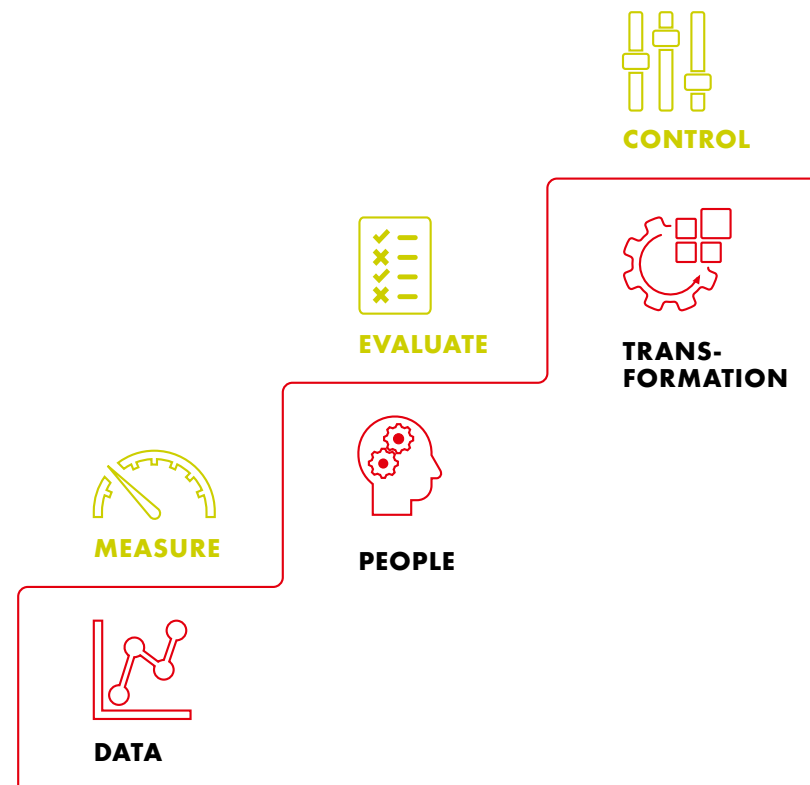 CONTROL
EVALUATE
TRANS-
FORMATION
MEASURE
PEOPLE
DATA